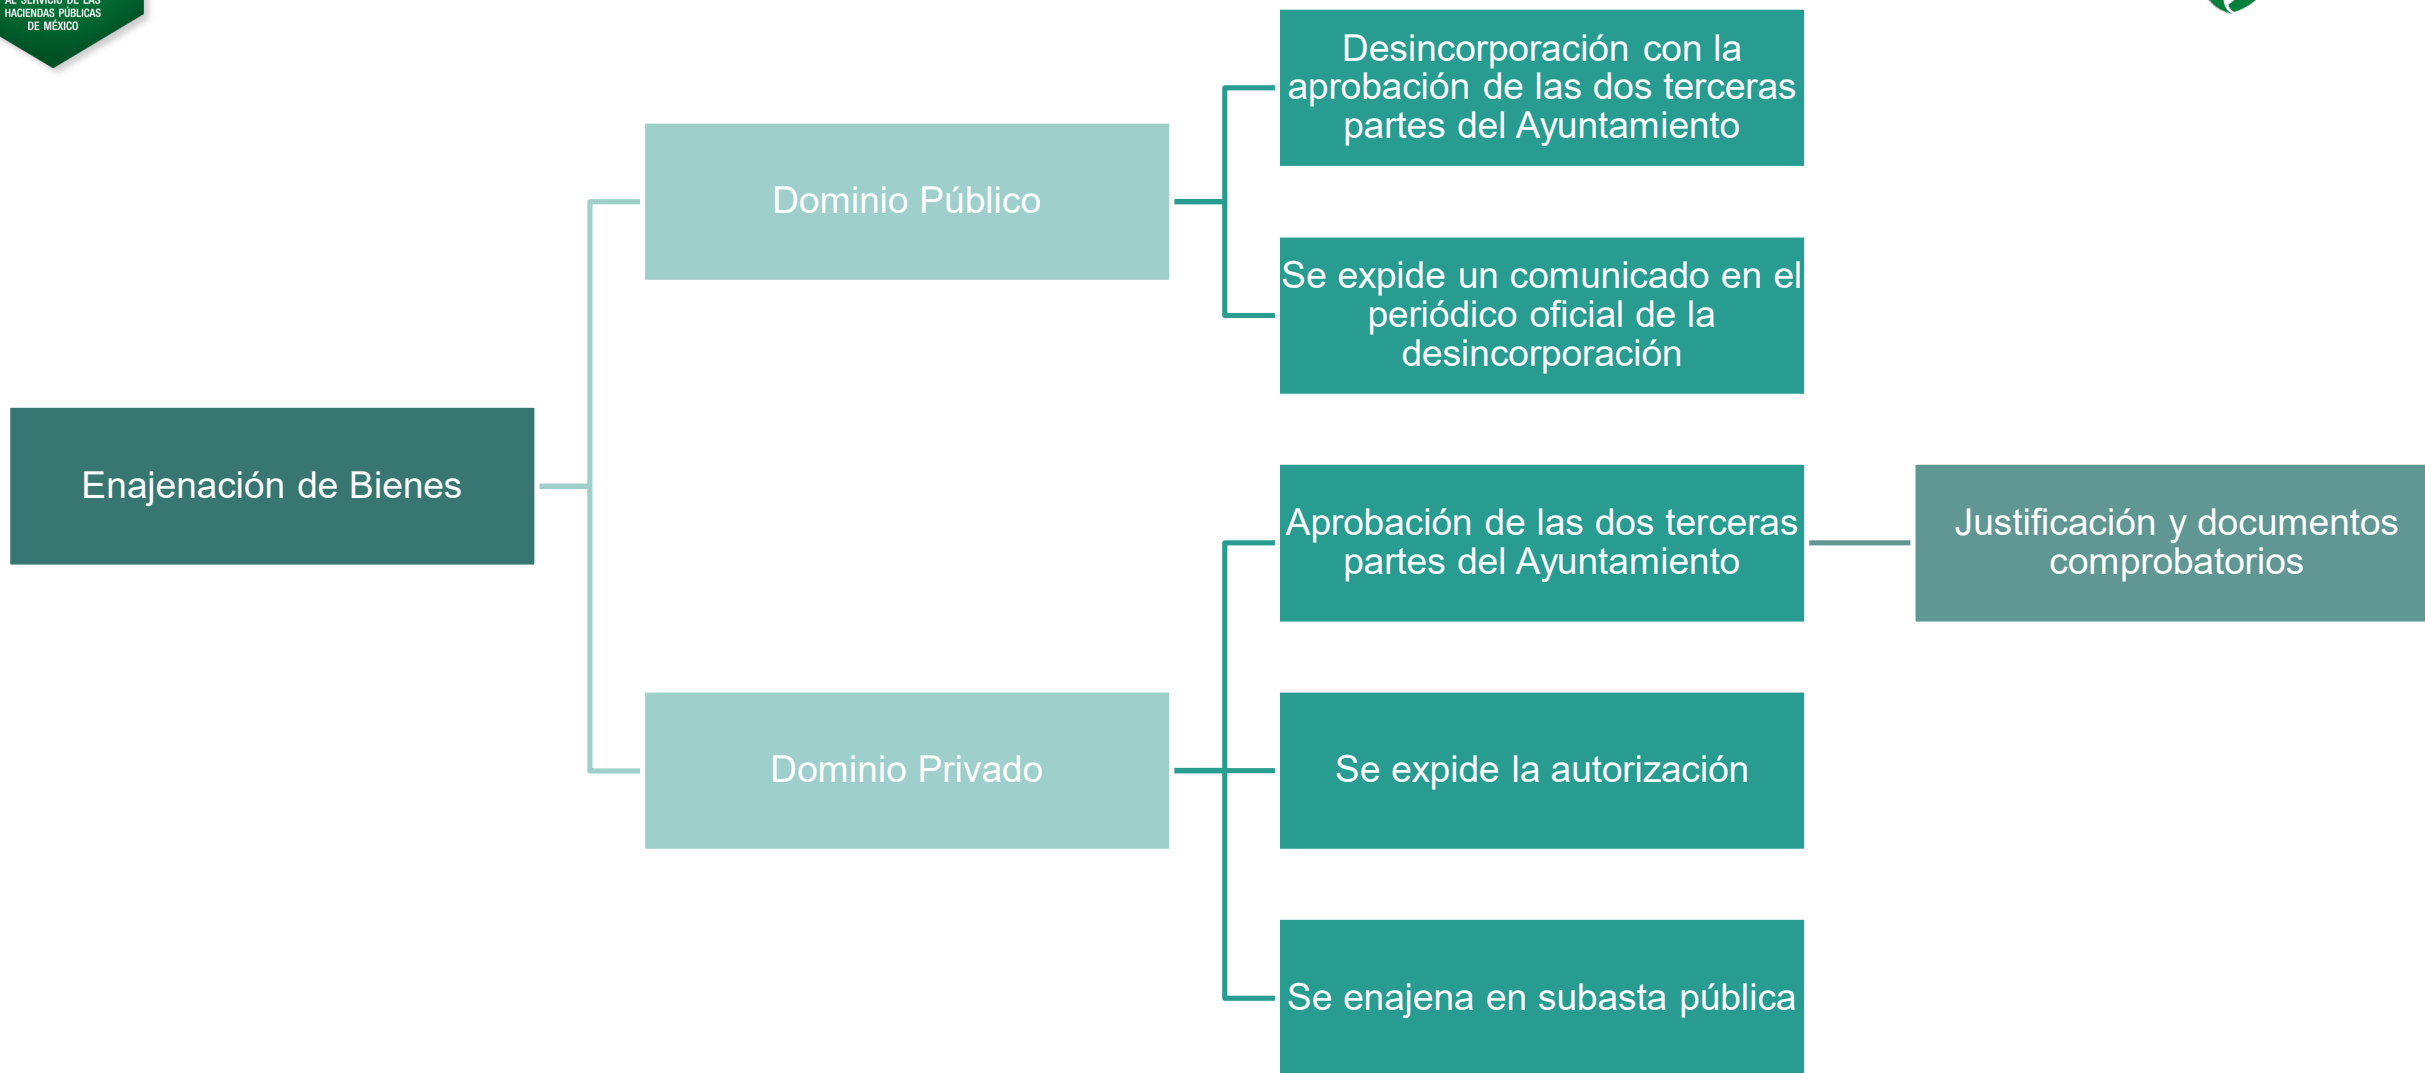 AL SERVICIO DE LAS
HACIENDAS PÚBLICAS
DE MÉXICO
Desincorporación con la
aprobación de las dos terceras
partes del Ayuntamiento
Dominio Público
Se expide un comunicado en el
periódico oficial de la
desincorporación
Enajenación de Bienes
Aprobación de las dos terceras
partes del Ayuntamiento
Justificación y documentos
comprobatorios
Dominio Privado
Se expide la autorización
Se enajena en subasta pública